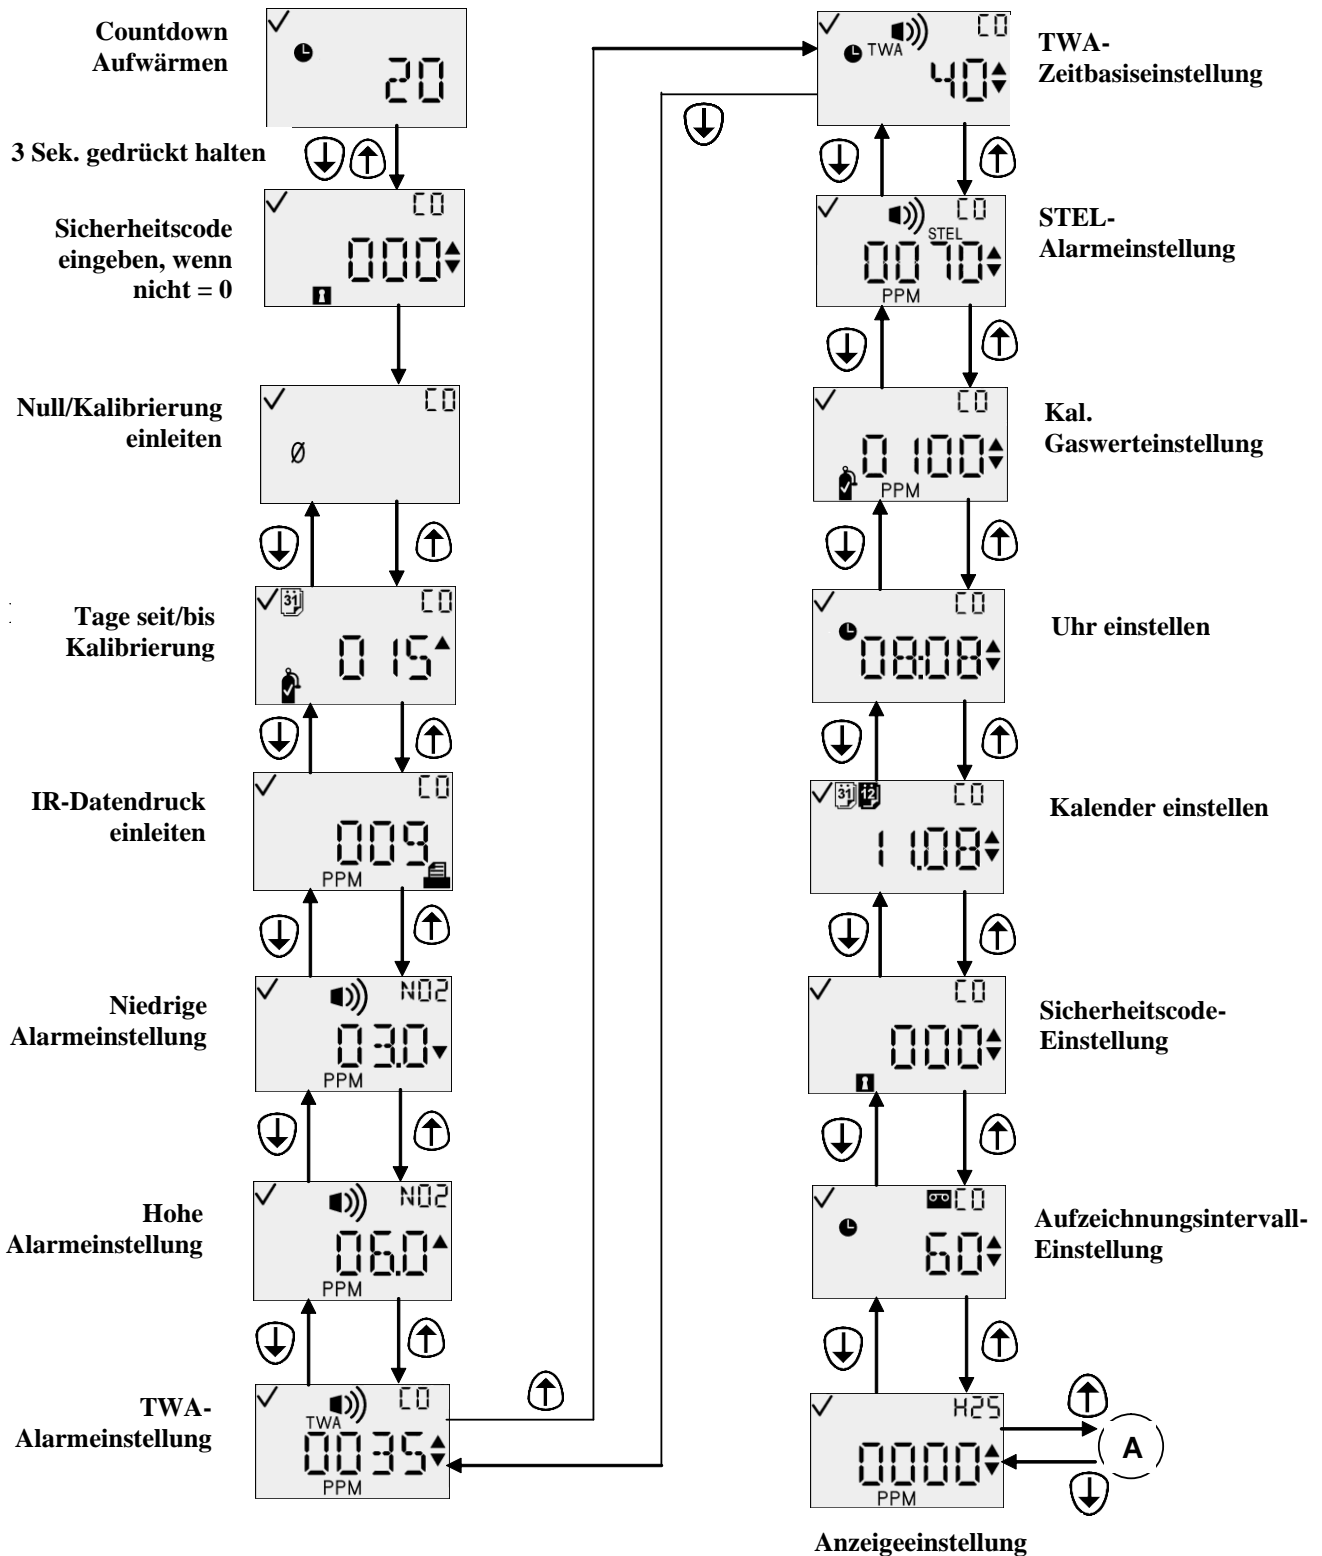 Countdown
Aufwärmen
20
3 Sek. gedrückt halten
CO
Sicherheitscode
eingeben, wenn
nicht = 0
000
Null/Kalibrierung
einleiten
CO
Ø
Tage seit/bis
Kalibrierung
31
CO
015
IR-Datendruck
einleiten
CO
009
PPM
Niedrige
Alarmeinstellung
NO2
03.0
PPM
Hohe
Alarmeinstellung
NO2
06.0
PPM
TWA-
Alarmeinstellung
CO
TWA
0035
PPM
TWA-
Zeitbasiseinstellung
CO
TWA
40
STEL-
Alarmeinstellung
CO
STEL
0070
PPM
Kal.
Gaswerteinstellung
CO
0100
PPM
Uhr einstellen
CO
08:08
Kalender einstellen
31 12
CO
11.08
Sicherheitscode-
Einstellung
CO
000
Aufzeichnungsintervall-
Einstellung
CO
60
H2S
0000
PPM
A
Anzeigeeinstellung